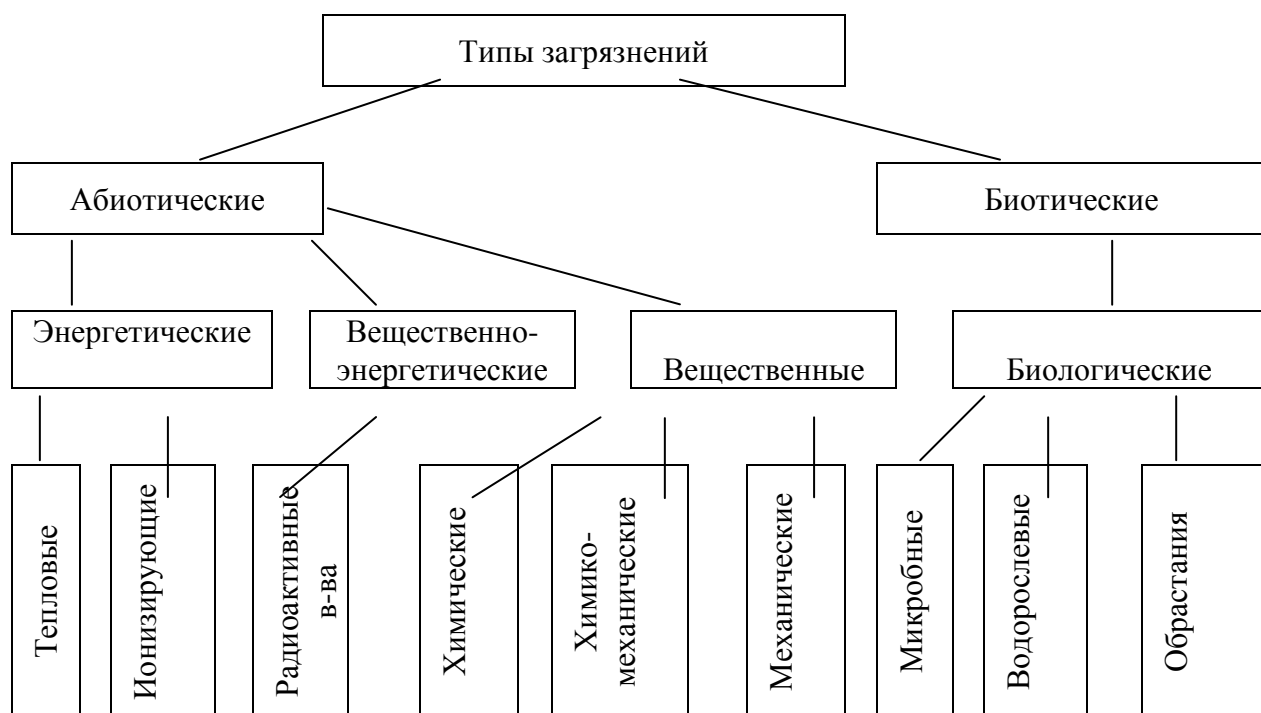 Типы загрязнений
Абиотические
Биотические
Энергетические
Вещественно-
энергетические
Вещественные
Биологические
Тепловые
Ионизирующие
Радиоактивные
в-ва
Химические
Химико-
механические
Механические
Микробные
Водорослевые
Обрастания